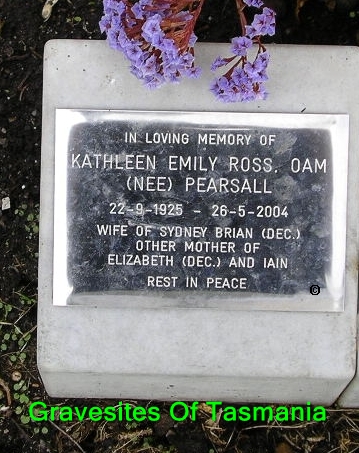 IN LOVING MEMORY OF
KATHLEEN EMILY ROSS. OAM
(NEE) PEARSALL
22-9-1925 - 26-5-2004
WIFE OF SYDNEY BRIAN (DEC.)
OTHER MOTHER OF
ELIZABETH (DEC.) AND IAIN
REST IN PEACE
©
Gravesites Of Tasmania